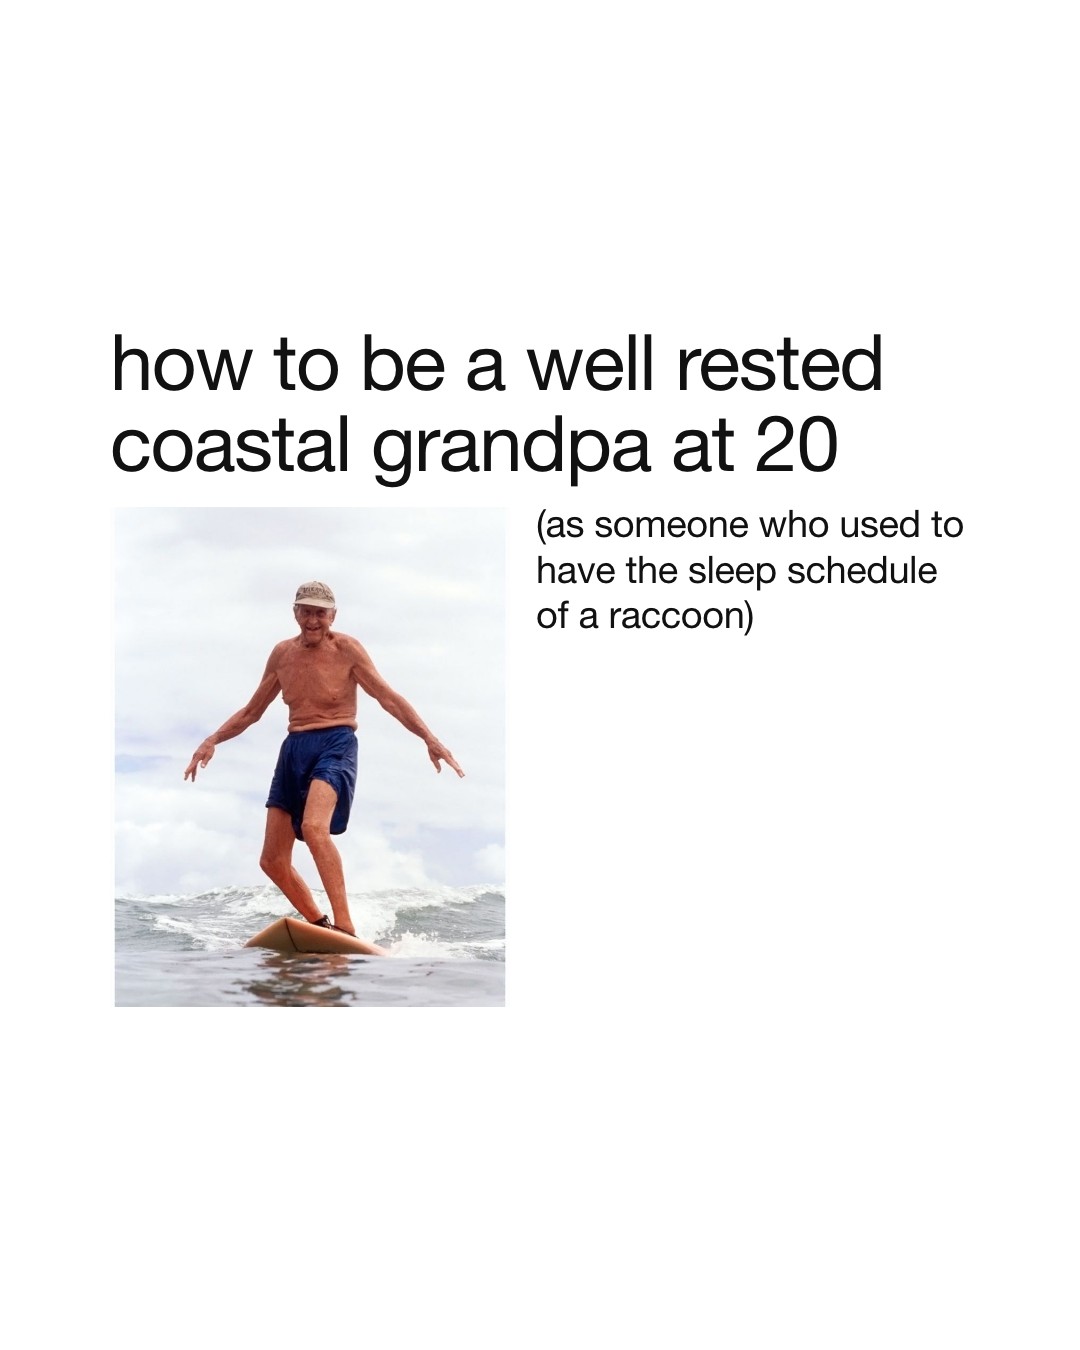 how to be a well rested
coastal grandpa at 20
(as someone who used to
have the sleep schedule
of a raccoon)